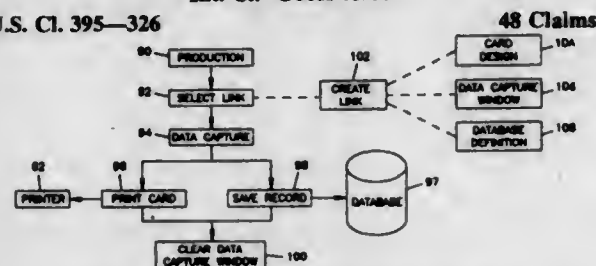 U.S. Cl. 395—326
48 Claims
90
PRODUCTION
92
SELECT LINK
102
CREATE LINK
CARD DESIGN
104
DATA CAPTURE WINDOW
106
DATABASE DEFINITION
108
94
DATA CAPTURE
PRINTER
PRINT CARD
98
SAVE RECORD
DATABASE
97
CLEAR DATA CAPTURE WINDOW
100